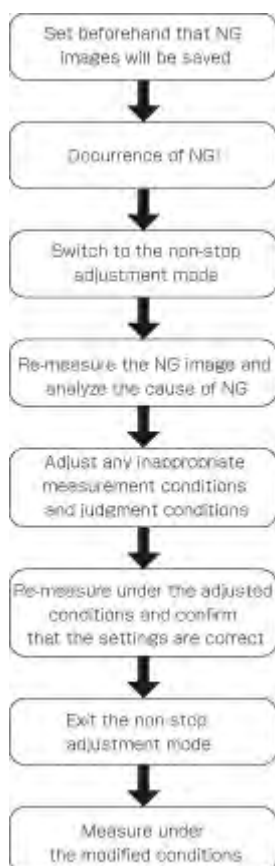 Set beforehand that NG
images will be saved
Occurrence of NG!
Switch to the non-stop
adjustment mode
Re-measure the NG image and
analyze the cause of NG
Adjust any inappropriate
measurement conditions
and judgment conditions
Re-measure under the adjusted
conditions and confirm
that the settings are correct
Exit the non-stop
adjustment mode
Measure under
the modified conditions